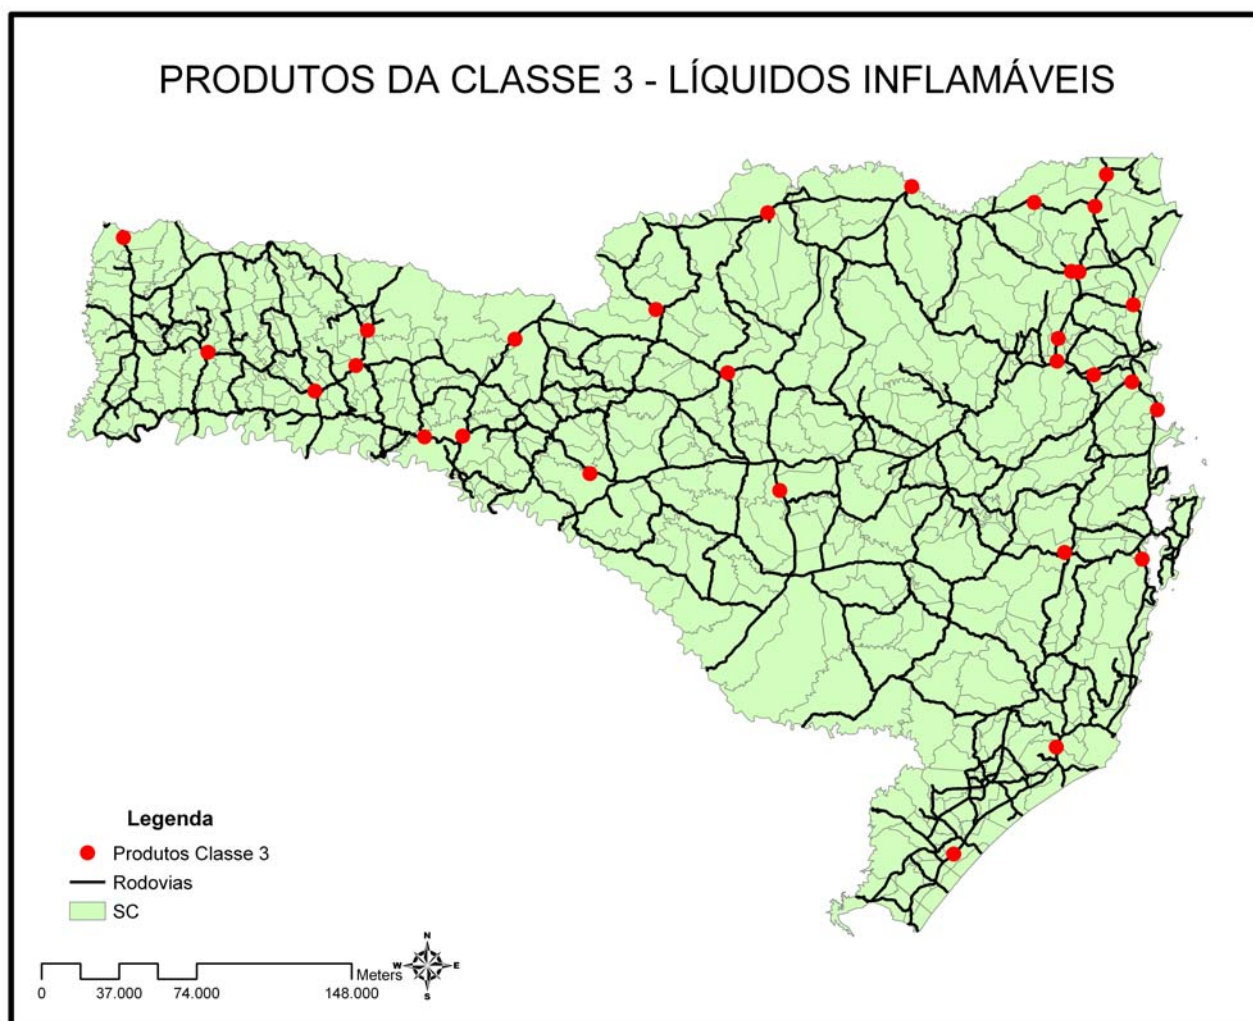 PRODUTOS DA CLASSE 3 - LÍQUIDOS INFLAMÁVEIS
Legenda
Produtos Classe 3
Rodovias
SC
N
W E
S
Meters
0 37.000 74.000 148.000